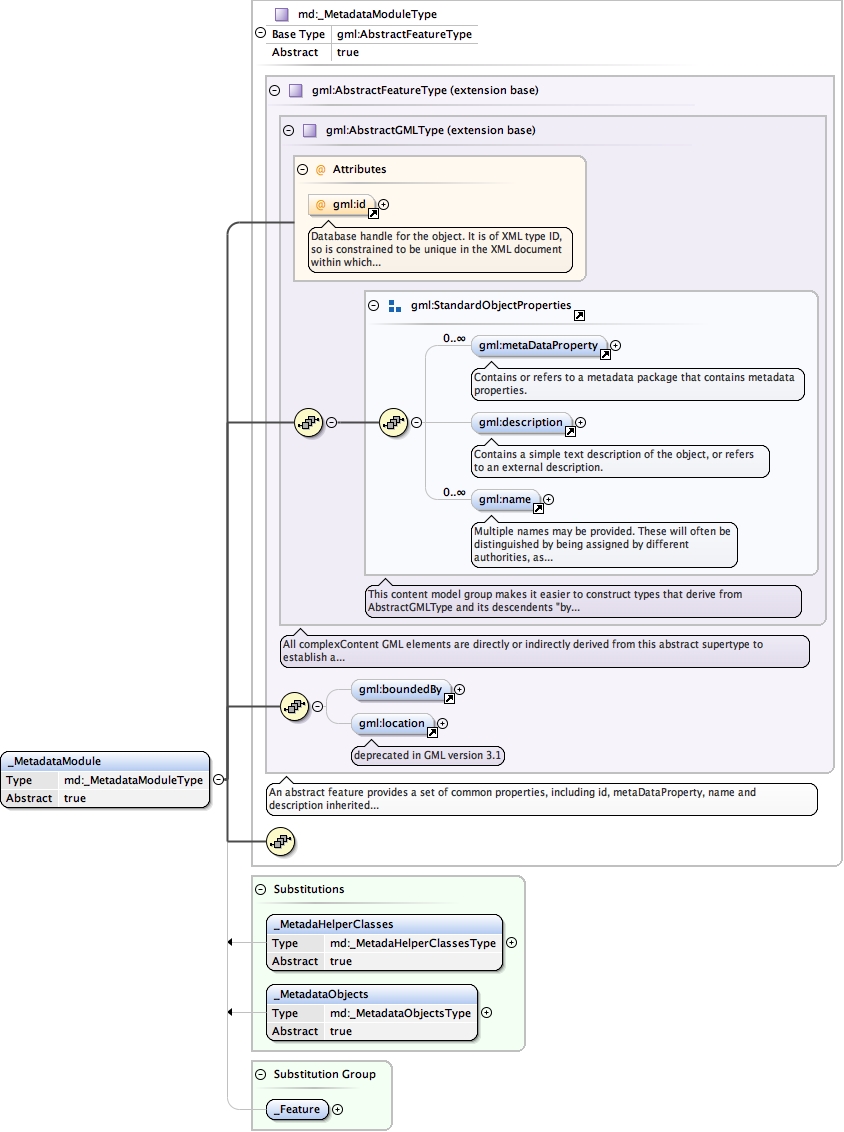 md:_MetadataModuleType
Base Type gml:AbstractFeatureType
Abstract true
gml:AbstractFeatureType (extension base)
gml:AbstractGMLType (extension base)
@ Attributes
@ gml:id
Database handle for the object. It is of XML type ID,
so is constrained to be unique in the XML document
within which...
gml:StandardObjectProperties
0..∞
gml:metaDataProperty
Contains or refers to a metadata package that contains metadata
properties.
gml:description
Contains a simple text description of the object, or refers
to an external description.
0..∞
gml:name
Multiple names may be provided. These will often be
distinguished by being assigned by different
authorities, as...
This content model group makes it easier to construct types that derive from
AbstractGMLType and its descendents "by...
All complexContent GML elements are directly or indirectly derived from this abstract supertype to
establish a...
gml:boundedBy
gml:location
deprecated in GML version 3.1
An abstract feature provides a set of common properties, including id, metaDataProperty, name and
description inherited...
_MetadataModule
Type md:_MetadataModuleType
Abstract true
Substitutions
_MetadaHelperClasses
Type md:_MetadaHelperClassesType
Abstract true
_MetadataObjects
Type md:_MetadataObjectsType
Abstract true
Substitution Group
_Feature